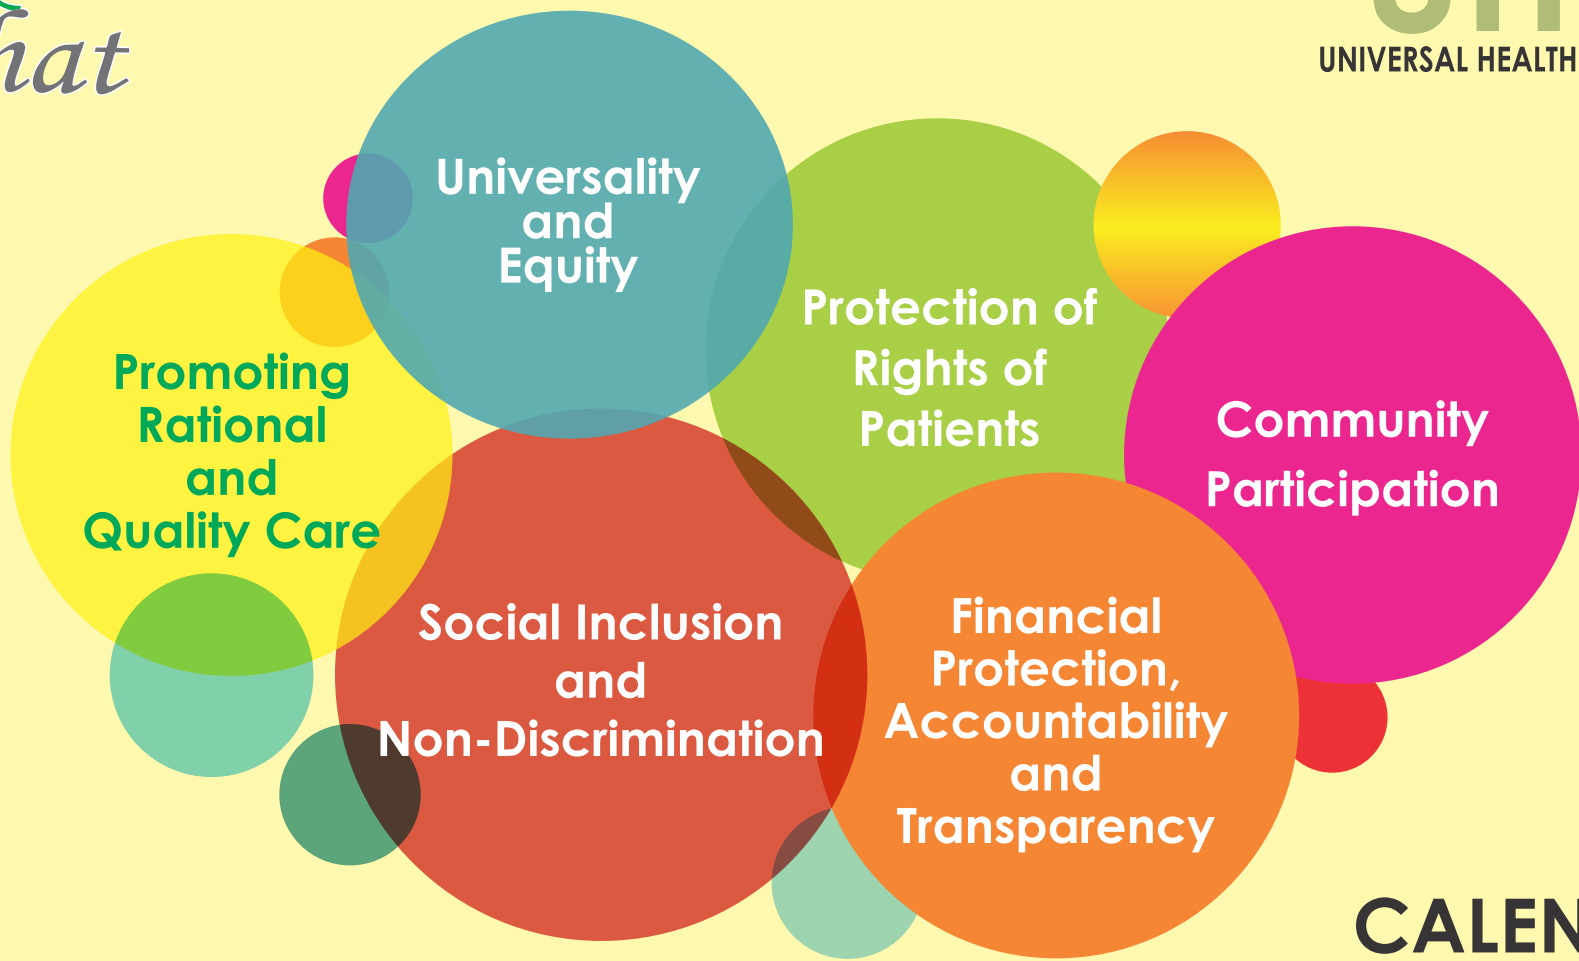 hat
UNIVERSAL HEALTH
Universality
and
Equity
Protection of
Rights of
Patients
Community
Participation
Promoting
Rational
and
Quality Care
Social Inclusion
and
Non-Discrimination
Financial
Protection,
Accountability
and
Transparency
CALEN